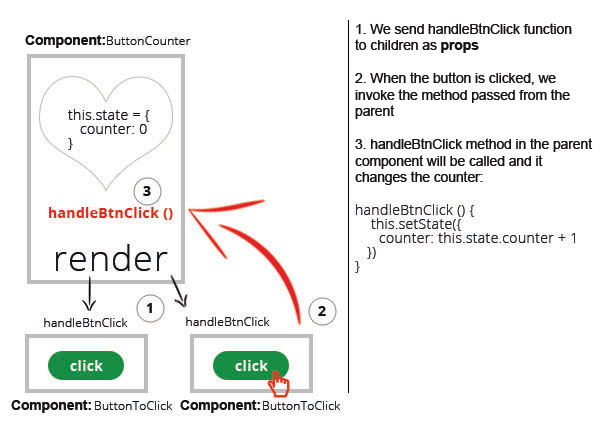 Component:ButtonCounter
this.state = {
counter: 0
}
3
handleBtnClick ()
render
1
handleBtnClick
handleBtnClick
2
click
click
Component: ButtonToClick
Component:ButtonToClick
1. We send handleBtnClick function
to children as props
2. When the button is clicked, we
invoke the method passed from the
parent
3. handleBtnClick method in the parent
component will be called and it
changes the counter:
handleBtnClick () {
this.setState({
counter: this.state.counter + 1
})
}